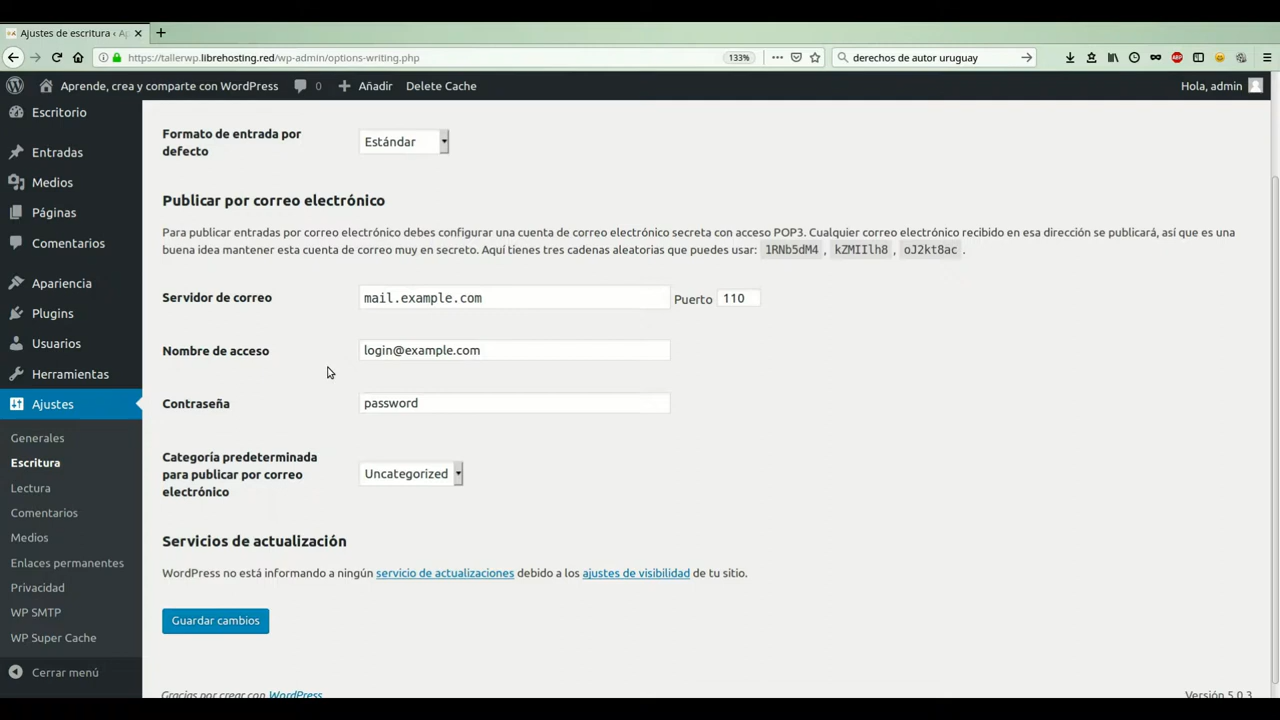 Ajustes de escritura ‹ Ap
https://tallerwp.librehosting.red/wp-admin/options-writing.php
133%
derechos de autor uruguay
Aprende, crea y comparte con WordPress
0
Añadir
Delete Cache
Hola, admin
Escritorio
Entradas
Medios
Páginas
Comentarios
Apariencia
Plugins
Usuarios
Herramientas
Ajustes
Generales
Escritura
Lectura
Comentarios
Medios
Enlaces permanentes
Privacidad
WP SMTP
WP Super Cache
Cerrar menú
Formato de entrada por
defecto
Estándar
Publicar por correo electrónico
Para publicar entradas por correo electrónico debes configurar una cuenta de correo electrónico secreta con acceso POP3. Cualquier correo electrónico recibido en esa dirección se publicará, así que es una
buena idea mantener esta cuenta de correo muy en secreto. Aquí tienes tres cadenas aleatorias que puedes usar: 1RNb5dM4 , kZMIIlh8 , oJ2kt8ac .
Servidor de correo
mail.example.com
Puerto 110
Nombre de acceso
login@example.com
Contraseña
password
Categoría predeterminada
para publicar por correo
electrónico
Uncategorized
Servicios de actualización
WordPress no está informando a ningún servicio de actualizaciones debido a los ajustes de visibilidad de tu sitio.
Guardar cambios
Gracias por crear con WordPress
Versión 5.0.3